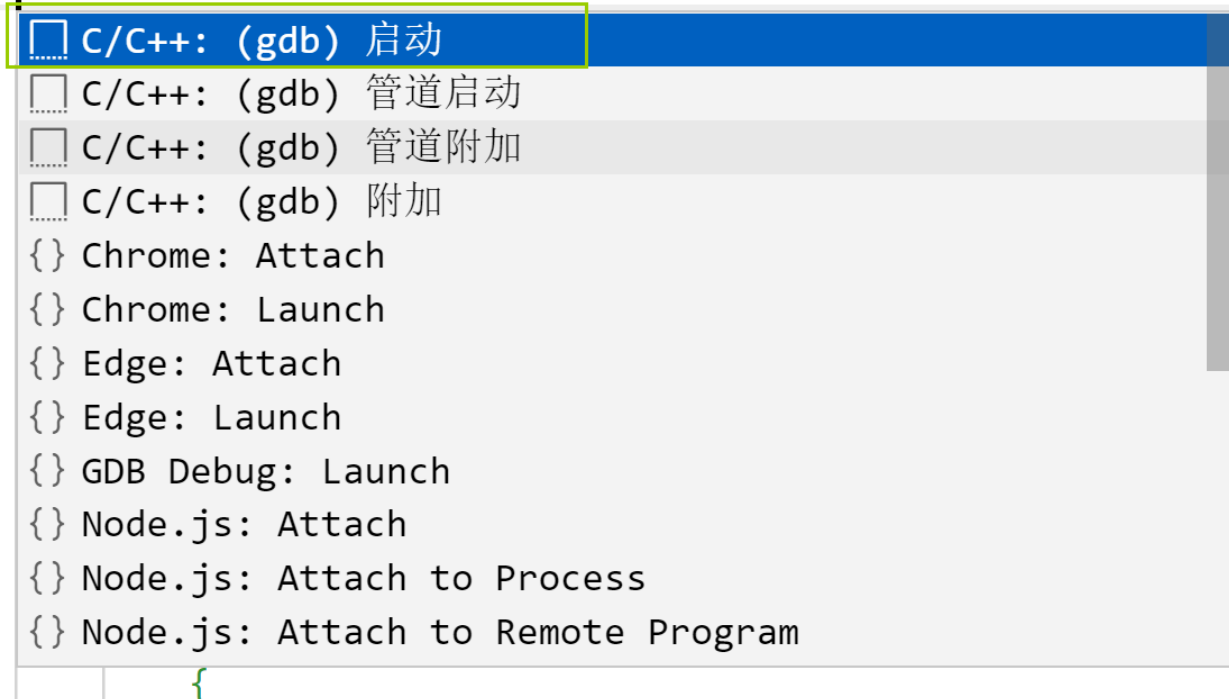 C/C++: (gdb) 启动
C/C++: (gdb) 管道启动
C/C++: (gdb) 管道附加
C/C++: (gdb) 附加
{} Chrome: Attach
{} Chrome: Launch
{} Edge: Attach
{} Edge: Launch
{} GDB Debug: Launch
{} Node.js: Attach
{} Node.js: Attach to Process
{} Node.js: Attach to Remote Program
{